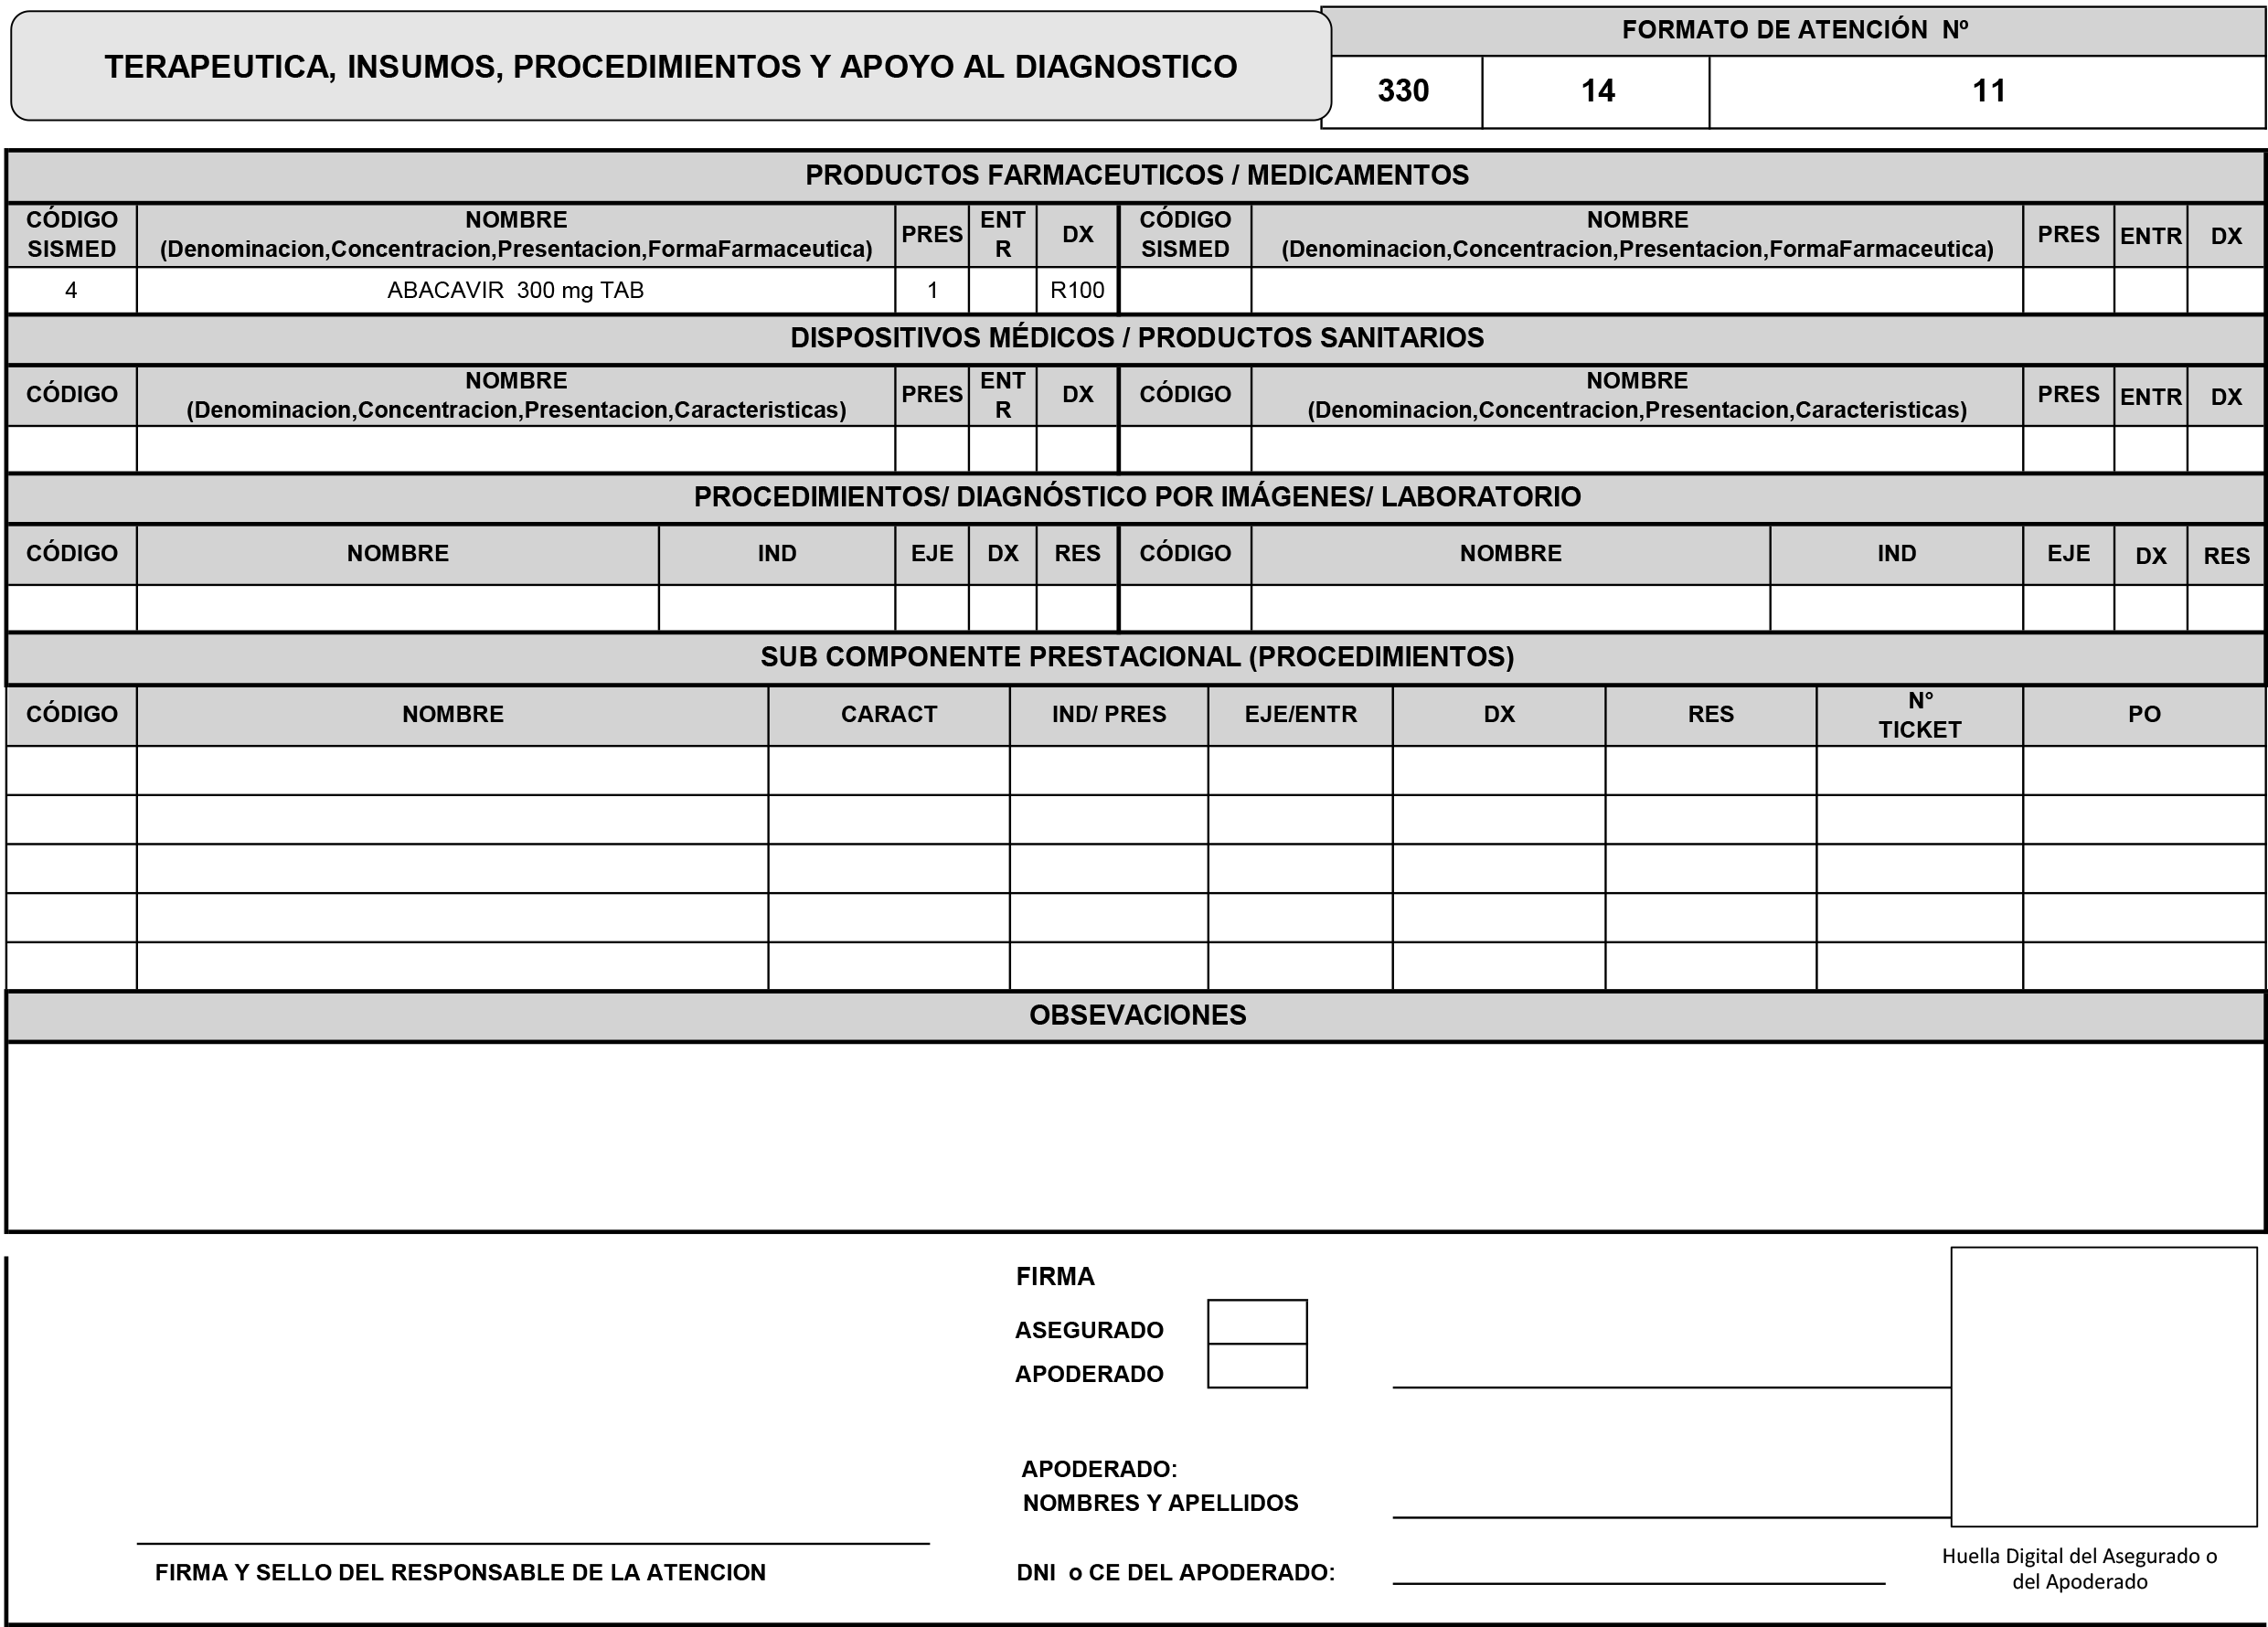 TERAPEUTICA, INSUMOS, PROCEDIMIENTOS Y APOYO AL DIAGNOSTICO
FORMATO DE ATENCIÓN Nº
330 14 11
PRODUCTOS FARMACEUTICOS / MEDICAMENTOS
CÓDIGO SISMED NOMBRE (Denominacion,Concentracion,Presentacion,FormaFarmaceutica) PRES ENTR DX CÓDIGO SISMED NOMBRE (Denominacion,Concentracion,Presentacion,FormaFarmaceutica) PRES ENTR DX
4 ABACAVIR 300 mg TAB 1 R100
DISPOSITIVOS MÉDICOS / PRODUCTOS SANITARIOS
CÓDIGO NOMBRE (Denominacion,Concentracion,Presentacion,Caracteristicas) PRES ENTR DX CÓDIGO NOMBRE (Denominacion,Concentracion,Presentacion,Caracteristicas) PRES ENTR DX
PROCEDIMIENTOS/ DIAGNÓSTICO POR IMÁGENES/ LABORATORIO
CÓDIGO NOMBRE IND EJE DX RES CÓDIGO NOMBRE IND EJE DX RES
SUB COMPONENTE PRESTACIONAL (PROCEDIMIENTOS)
CÓDIGO NOMBRE CARACT IND/ PRES EJE/ENTR DX RES N° TICKET PO
OBSEVACIONES
FIRMA
ASEGURADO
APODERADO
APODERADO:
NOMBRES Y APELLIDOS
FIRMA Y SELLO DEL RESPONSABLE DE LA ATENCION
DNI o CE DEL APODERADO:
Huella Digital del Asegurado o
del Apoderado